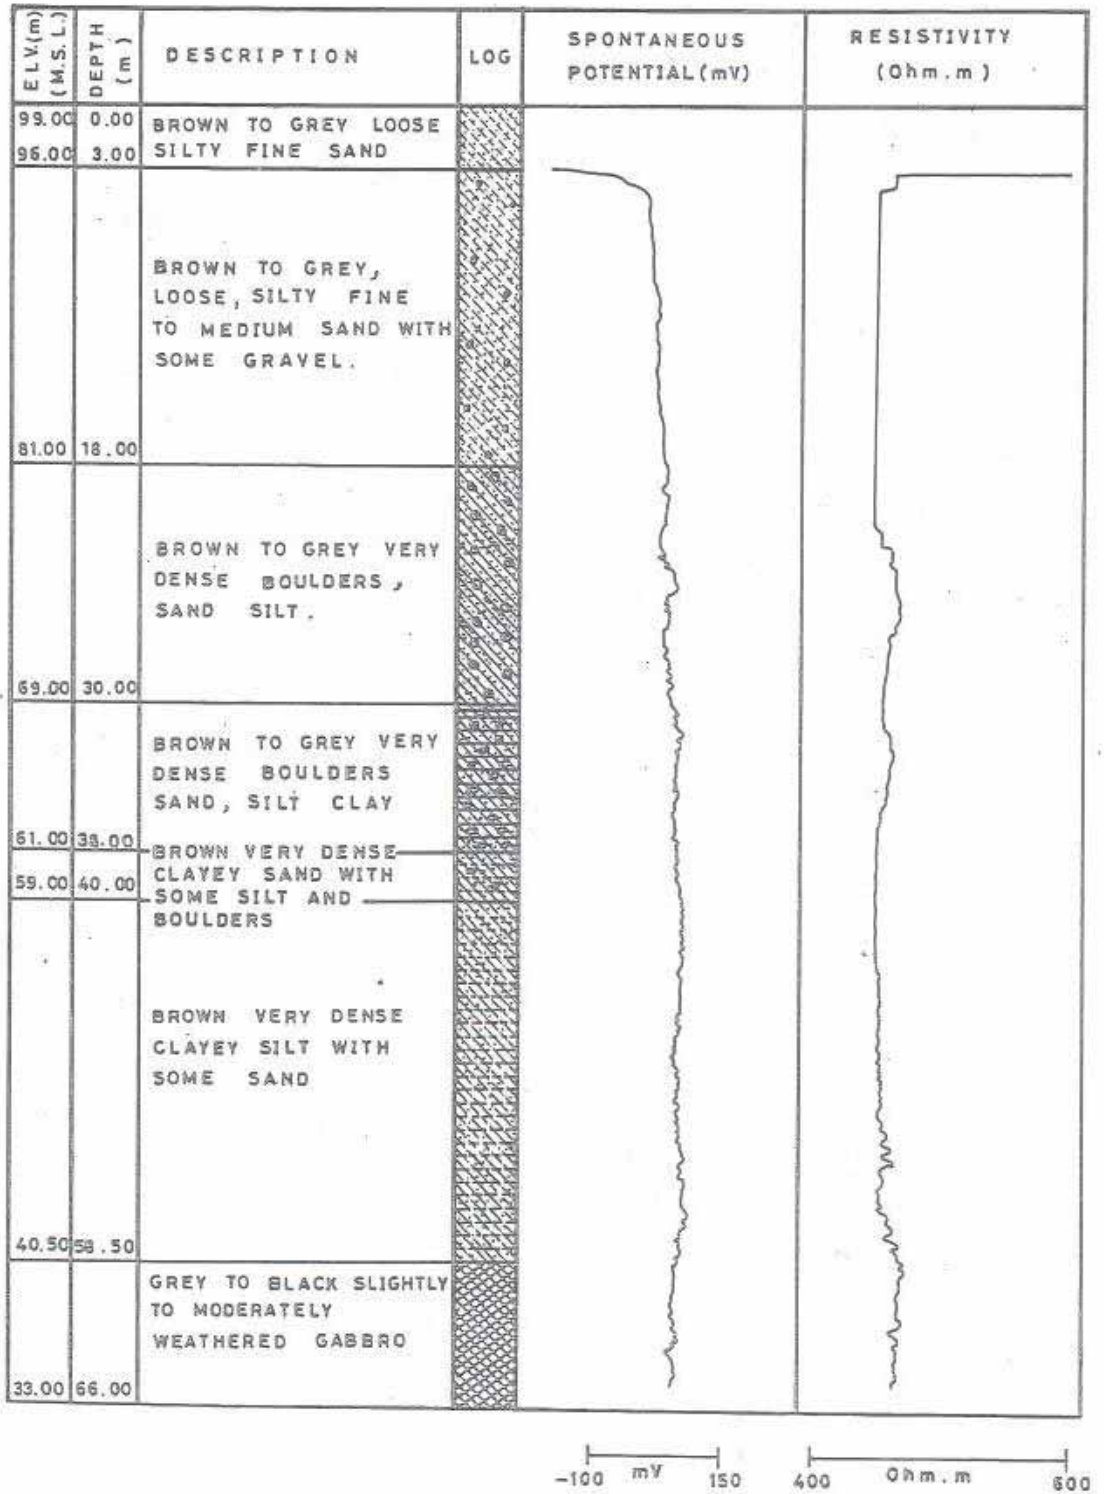 ELV.(m) (M.S.L.)
DEPTH (m)
DESCRIPTION
LOG
SPONTANEOUS
POTENTIAL(mV)
RESISTIVITY
(Ohm.m)
99.00 0.00
96.00 3.00
BROWN TO GREY LOOSE
SILTY FINE SAND
BROWN TO GREY,
LOOSE, SILTY FINE
TO MEDIUM SAND WITH
SOME GRAVEL.
81.00 18.00
BROWN TO GREY VERY
DENSE BOULDERS,
SAND SILT.
69.00 30.00
BROWN TO GREY VERY
DENSE BOULDERS
SAND, SILT CLAY
61.00 38.00
BROWN VERY DENSE
CLAYEY SAND WITH
59.00 40.00
SOME SILT AND
BOULDERS
BROWN VERY DENSE
CLAYEY SILT WITH
SOME SAND
40.50 58.50
GREY TO BLACK SLIGHTLY
TO MODERATELY
WEATHERED GABBRO
33.00 66.00
-100 mV 150
400 Ohm.m 600